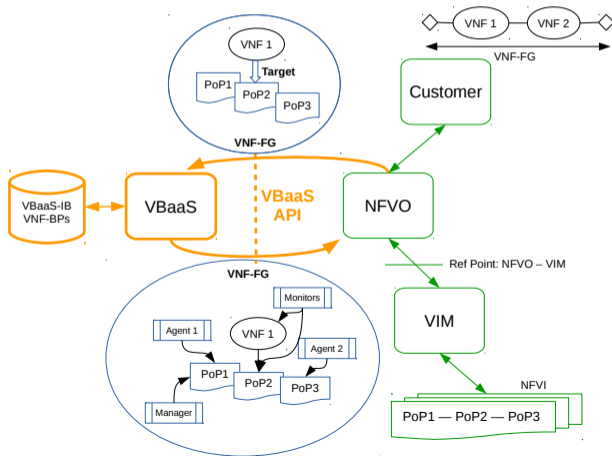 VNF 1
VNF 2
VNF-FG
VNF 1
Target
PoP1
PoP2
PoP3
VNF-FG
Customer
VBaaS-IB
VNF-BPs
VBaaS
VBaaS
API
NFVO
Ref Point: NFVO – VIM
VNF-FG
Monitors
Agent 1
VNF 1
Agent 2
PoP1
PoP2
PoP3
Manager
VIM
NFVI
PoP1 — PoP2 — PoP3